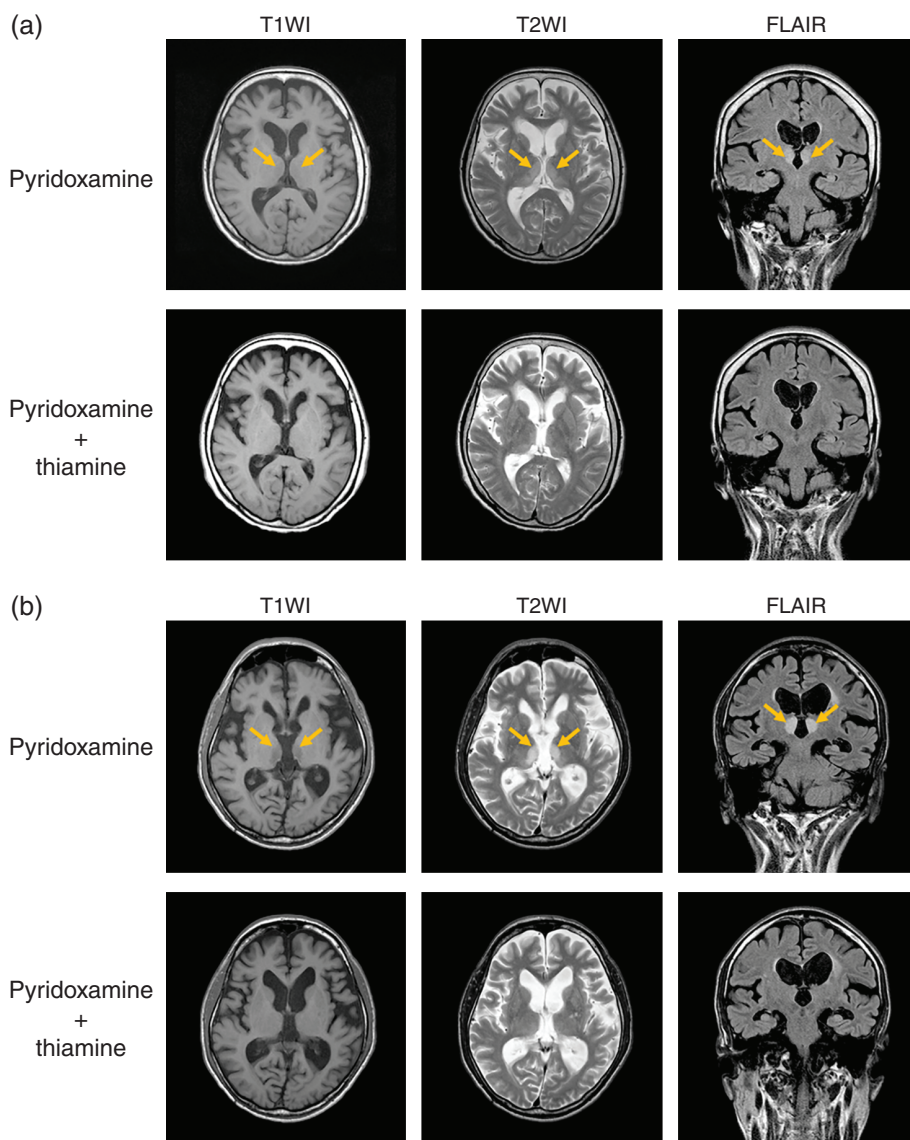 (a)
T1WI T2WI FLAIR
Pyridoxamine
Pyridoxamine
+
thiamine
(b)
T1WI T2WI FLAIR
Pyridoxamine
Pyridoxamine
+
thiamine